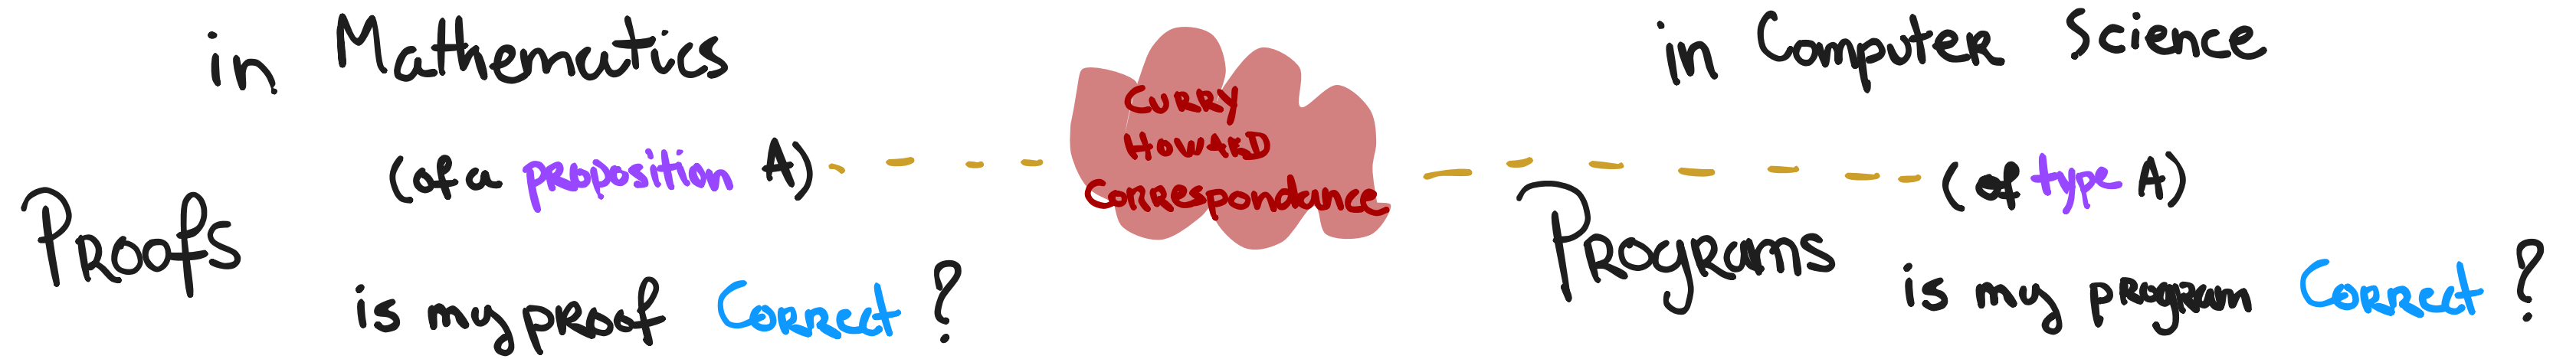 in Mathematics
(of a proposition A)
Proofs
is my proof Correct ?
CURRY
HOWARD
Correspondance
in Computer Science
(of type A)
Programs
is my program Correct ?